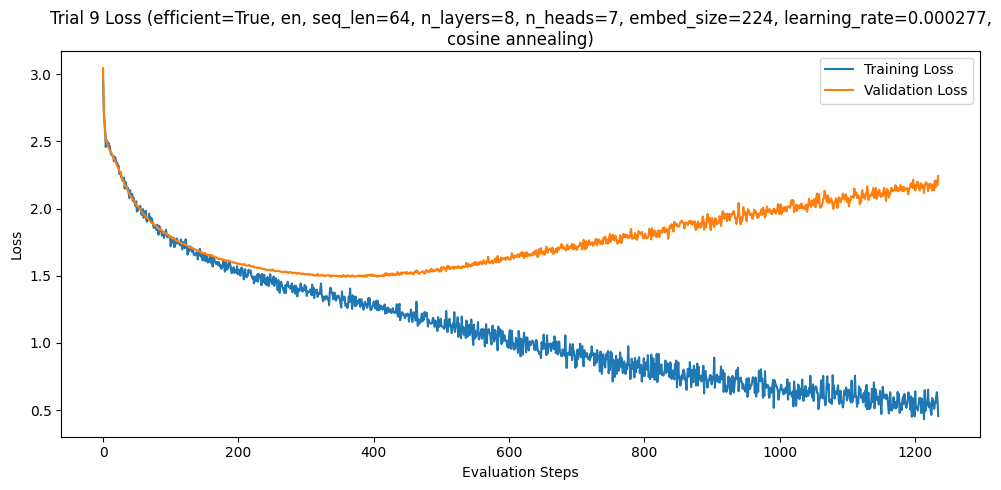 Trial 9 Loss (efficient=True, en, seq_len=64, n_layers=8, n_heads=7, embed_size=224, learning_rate=0.000277,
cosine annealing)
Training Loss
Validation Loss
3.0
2.5
2.0
1.5
1.0
0.5
Loss
0
200
400
600
800
1000
1200
Evaluation Steps